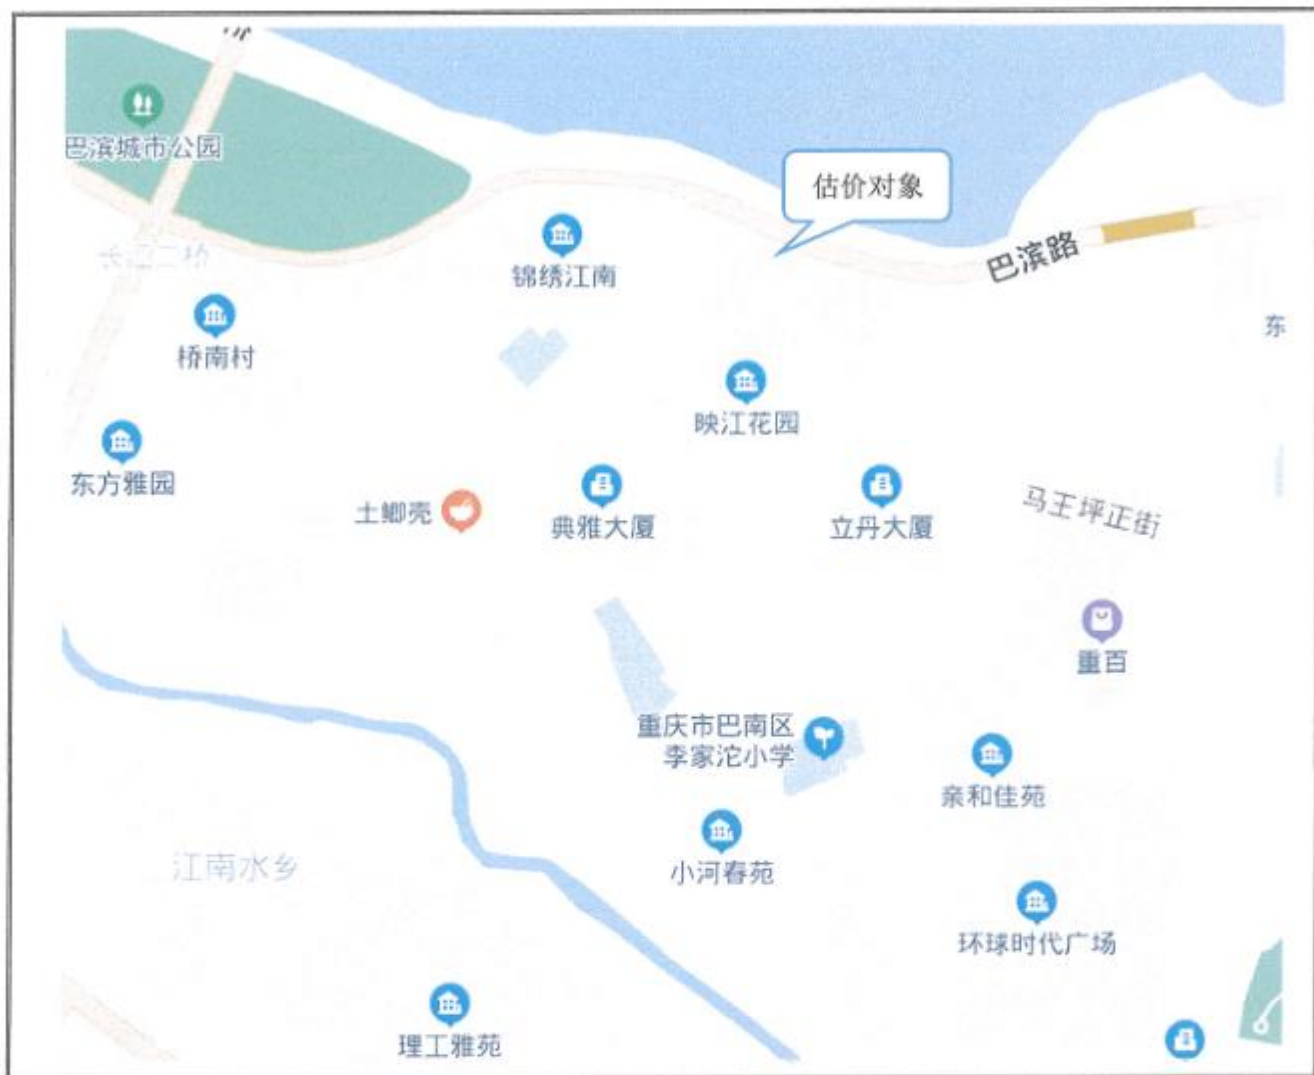 巴滨城市公园
估价对象
长江二桥
锦绣江南
巴滨路
桥南村
东
映江花园
东方雅园
土鲫壳
典雅大厦
立丹大厦
马王坪正街
重百
重庆市巴南区
李家沱小学
亲和佳苑
江南水乡
小河春苑
环球时代广场
理工雅苑